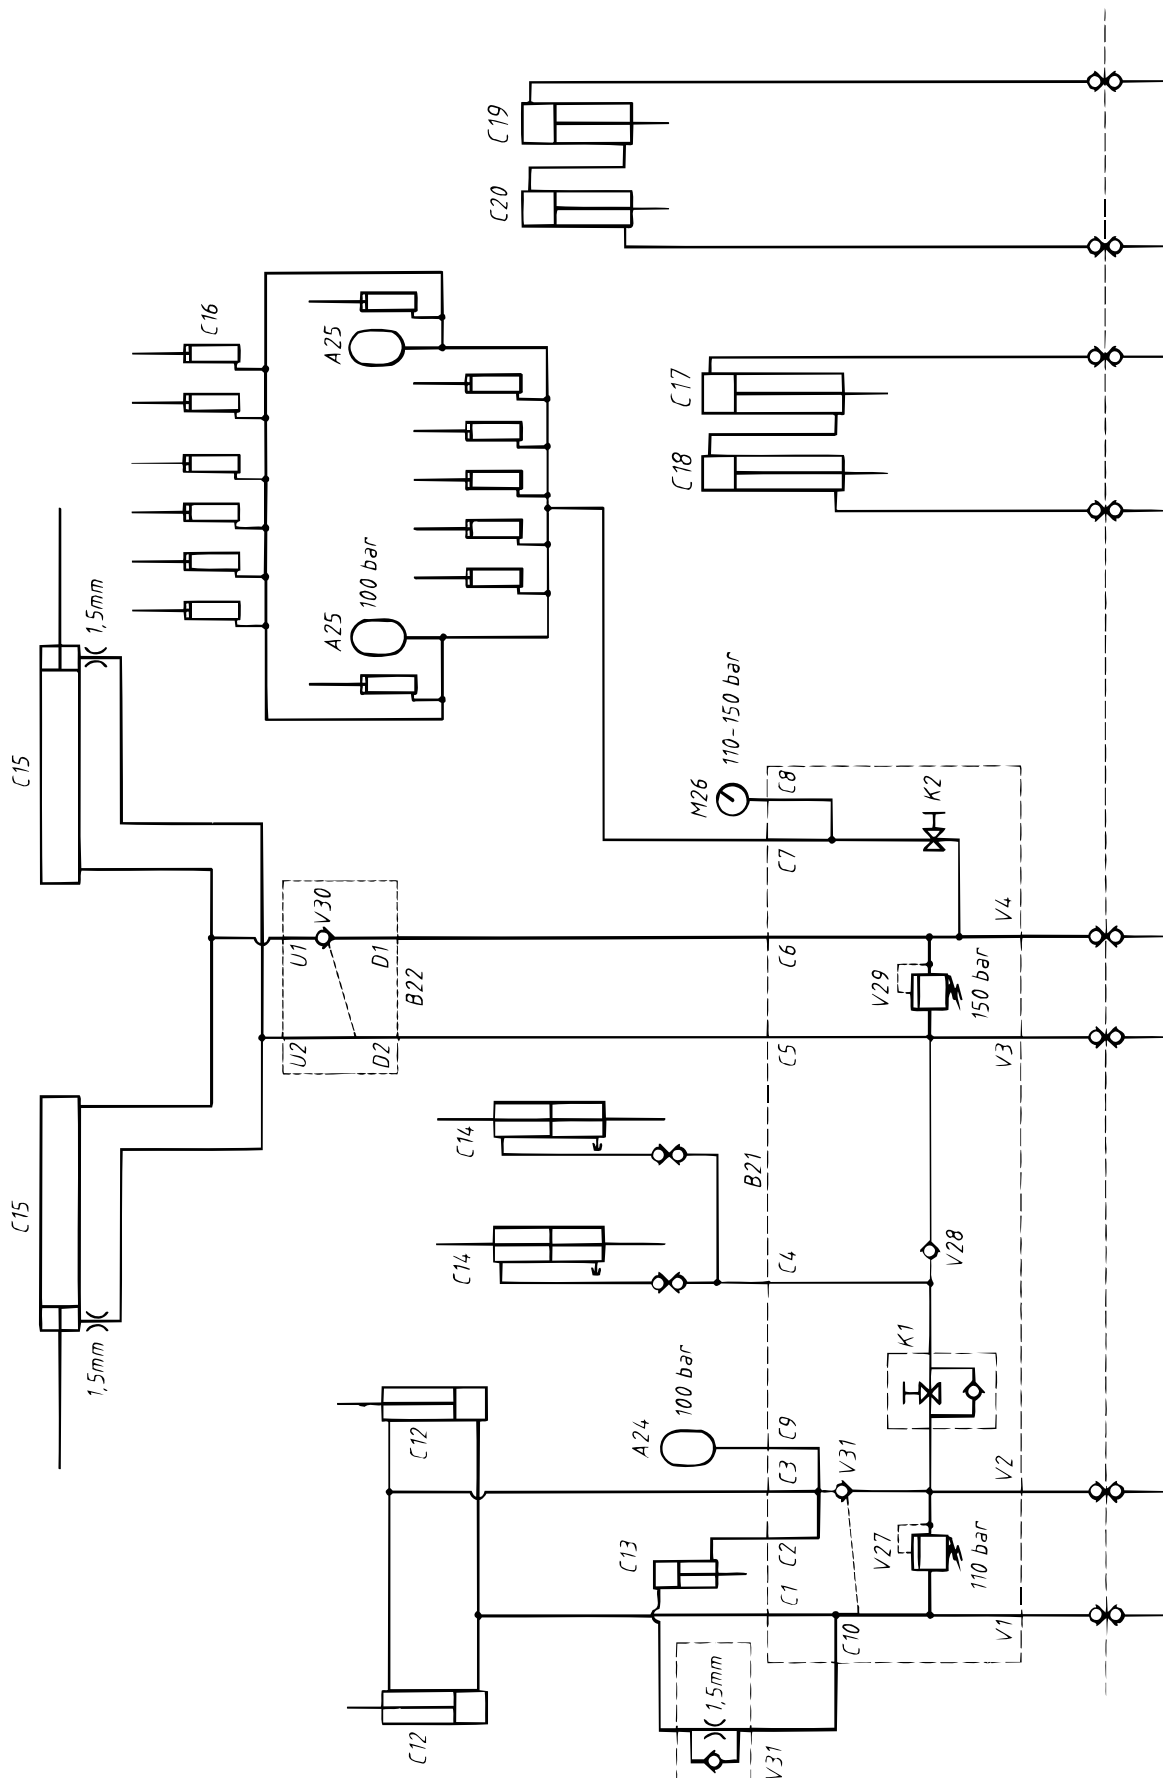 C19
C20
C16
A25
C17
C18
1,5mm
100 bar
A25
C15
110-150 bar
M26
C8
K2
C7
V30
U1
D1
C6
V4
B22
V29
150 bar
U2
D2
C5
V3
C14
B21
C15
C14
C4
V28
1,5mm
K1
100 bar
A24
C12
C9
C3
V31
V2
C13
C2
V27
110 bar
C1
C10
V1
1,5mm
C12
V31